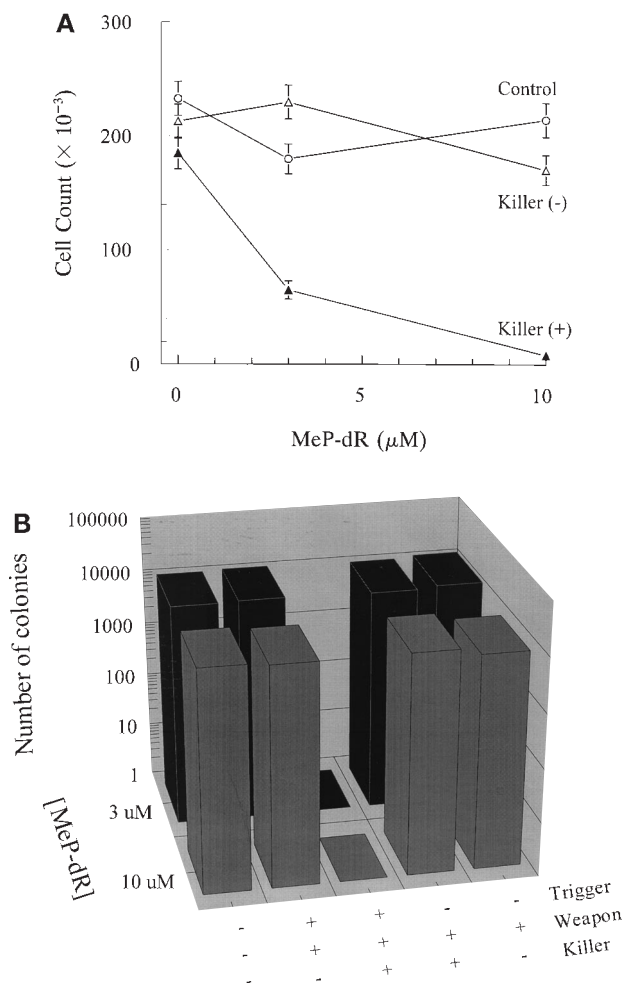 A
300
200
100
0
Cell Count (× 10⁻³)
Control
Killer (-)
Killer (+)
0 5 10
MeP-dR (μM)
B
100000
10000
1000
100
10
1
Number of colonies
3 uM
10 uM
[MeP-dR]
- + + - - Trigger
- + + + + Weapon
- - + + - Killer